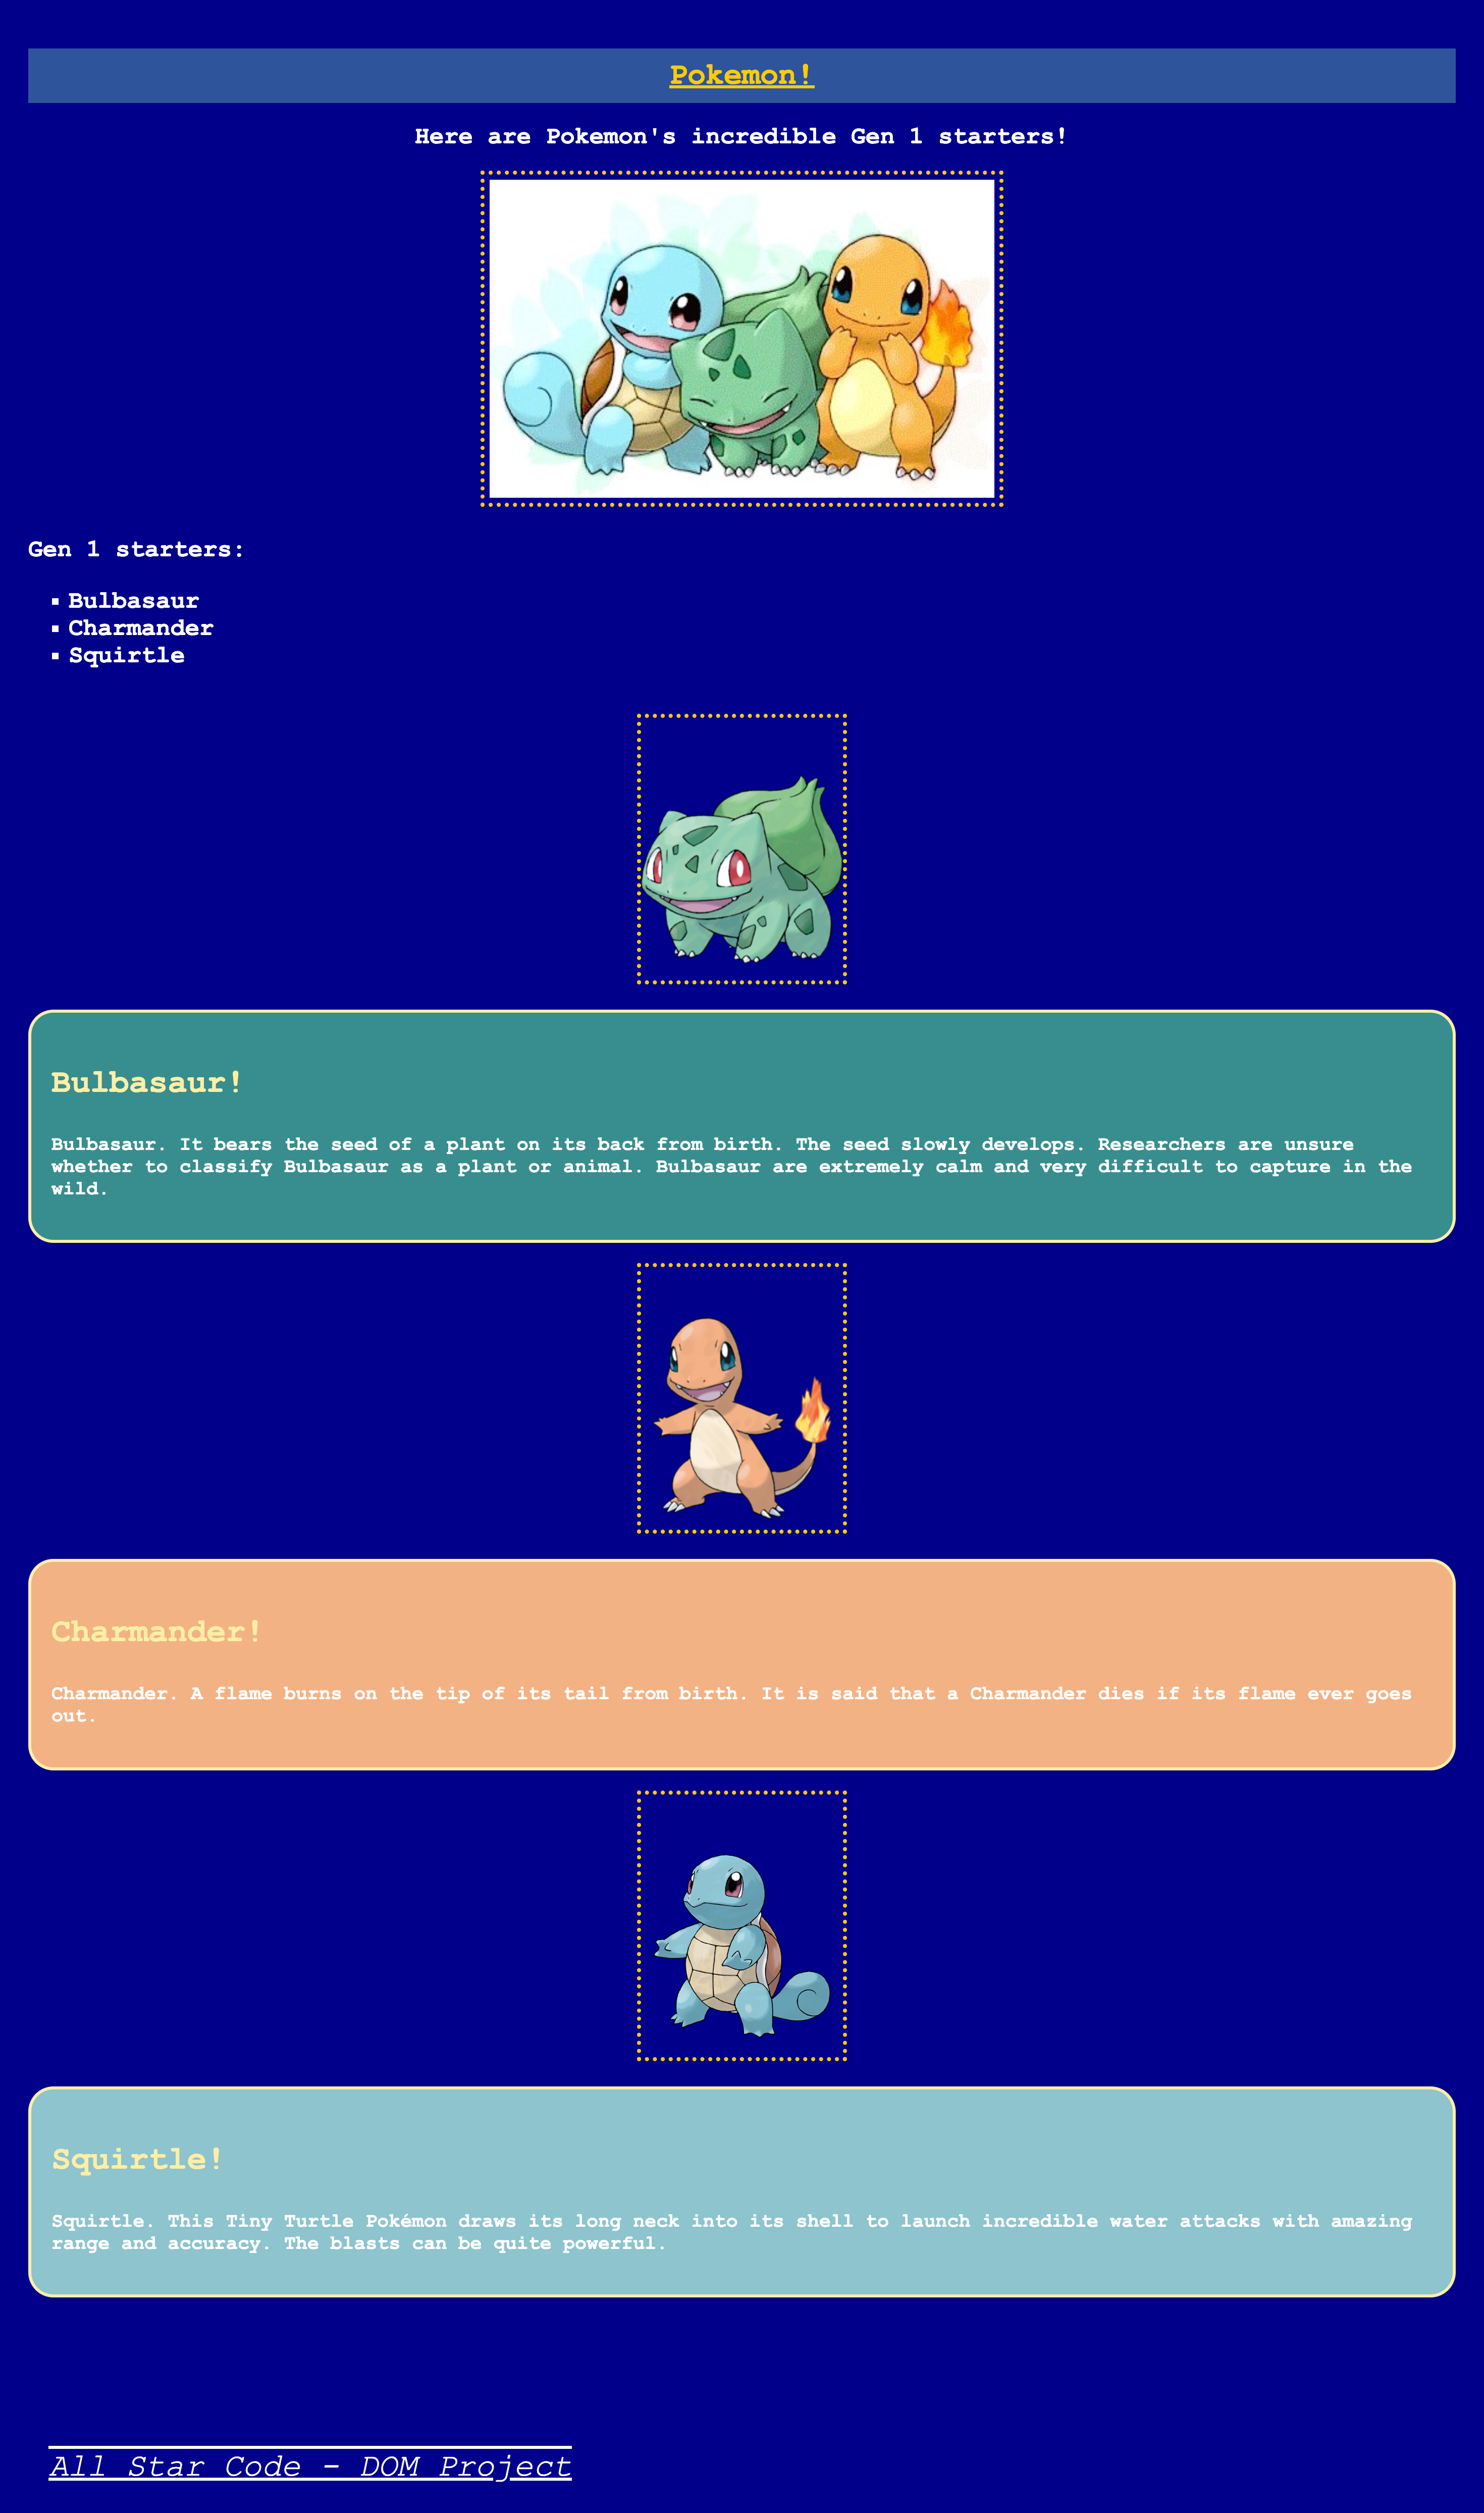 Pokemon!
Here are Pokemon's incredible Gen 1 starters!
Gen 1 starters:
Bulbasaur
Charmander
Squirtle
Bulbasaur!
Bulbasaur. It bears the seed of a plant on its back from birth. The seed slowly develops. Researchers are unsure
whether to classify Bulbasaur as a plant or animal. Bulbasaur are extremely calm and very difficult to capture in the
wild.
Charmander!
Charmander. A flame burns on the tip of its tail from birth. It is said that a Charmander dies if its flame ever goes
out.
Squirtle!
Squirtle. This Tiny Turtle Pokémon draws its long neck into its shell to launch incredible water attacks with amazing
range and accuracy. The blasts can be quite powerful.
All Star Code - DOM Project